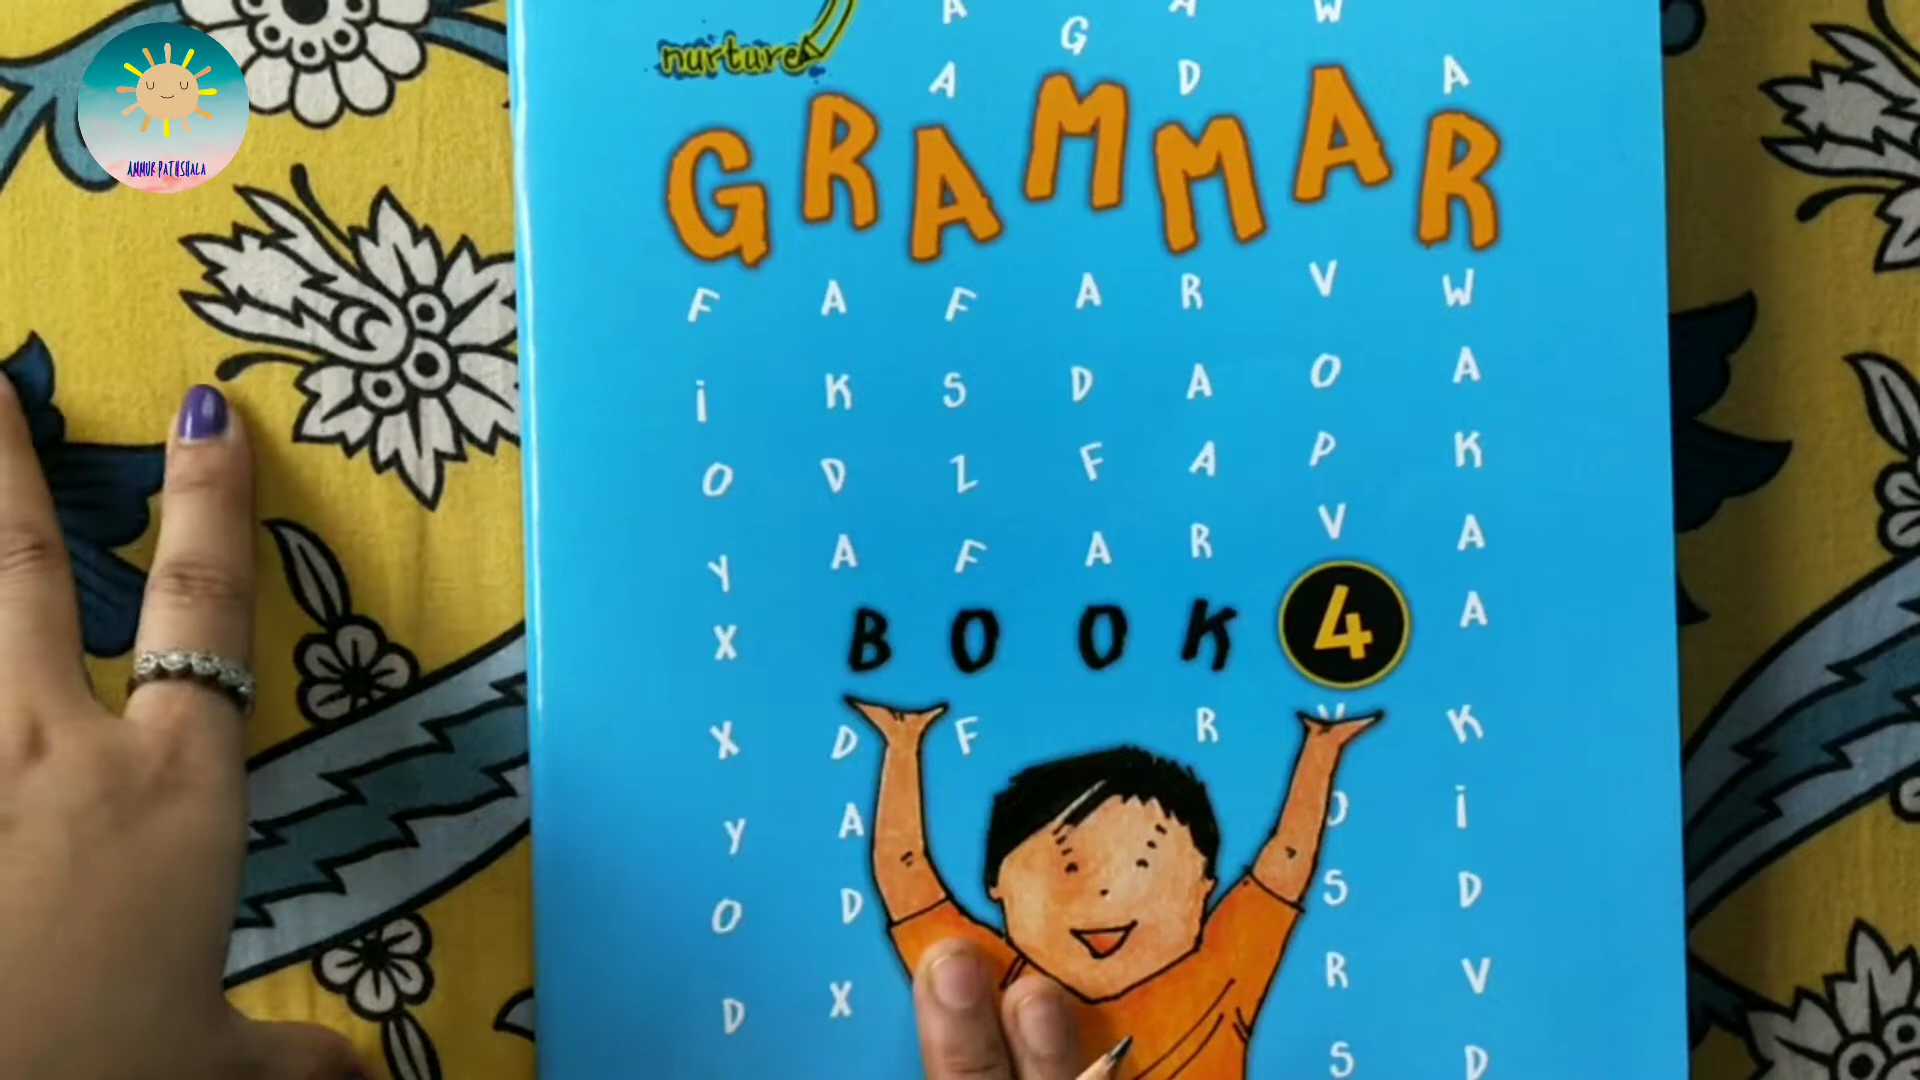 AMMUR PATHSHALA
nurture
A A W
G
A D A
GRAMMAR
F A F A R V W
i K S D A O A
O D Z F A P K
Y A F A R V A
X BOOK 4 A
X D F R V K
Y A O i
O D S D
D X R V
S D